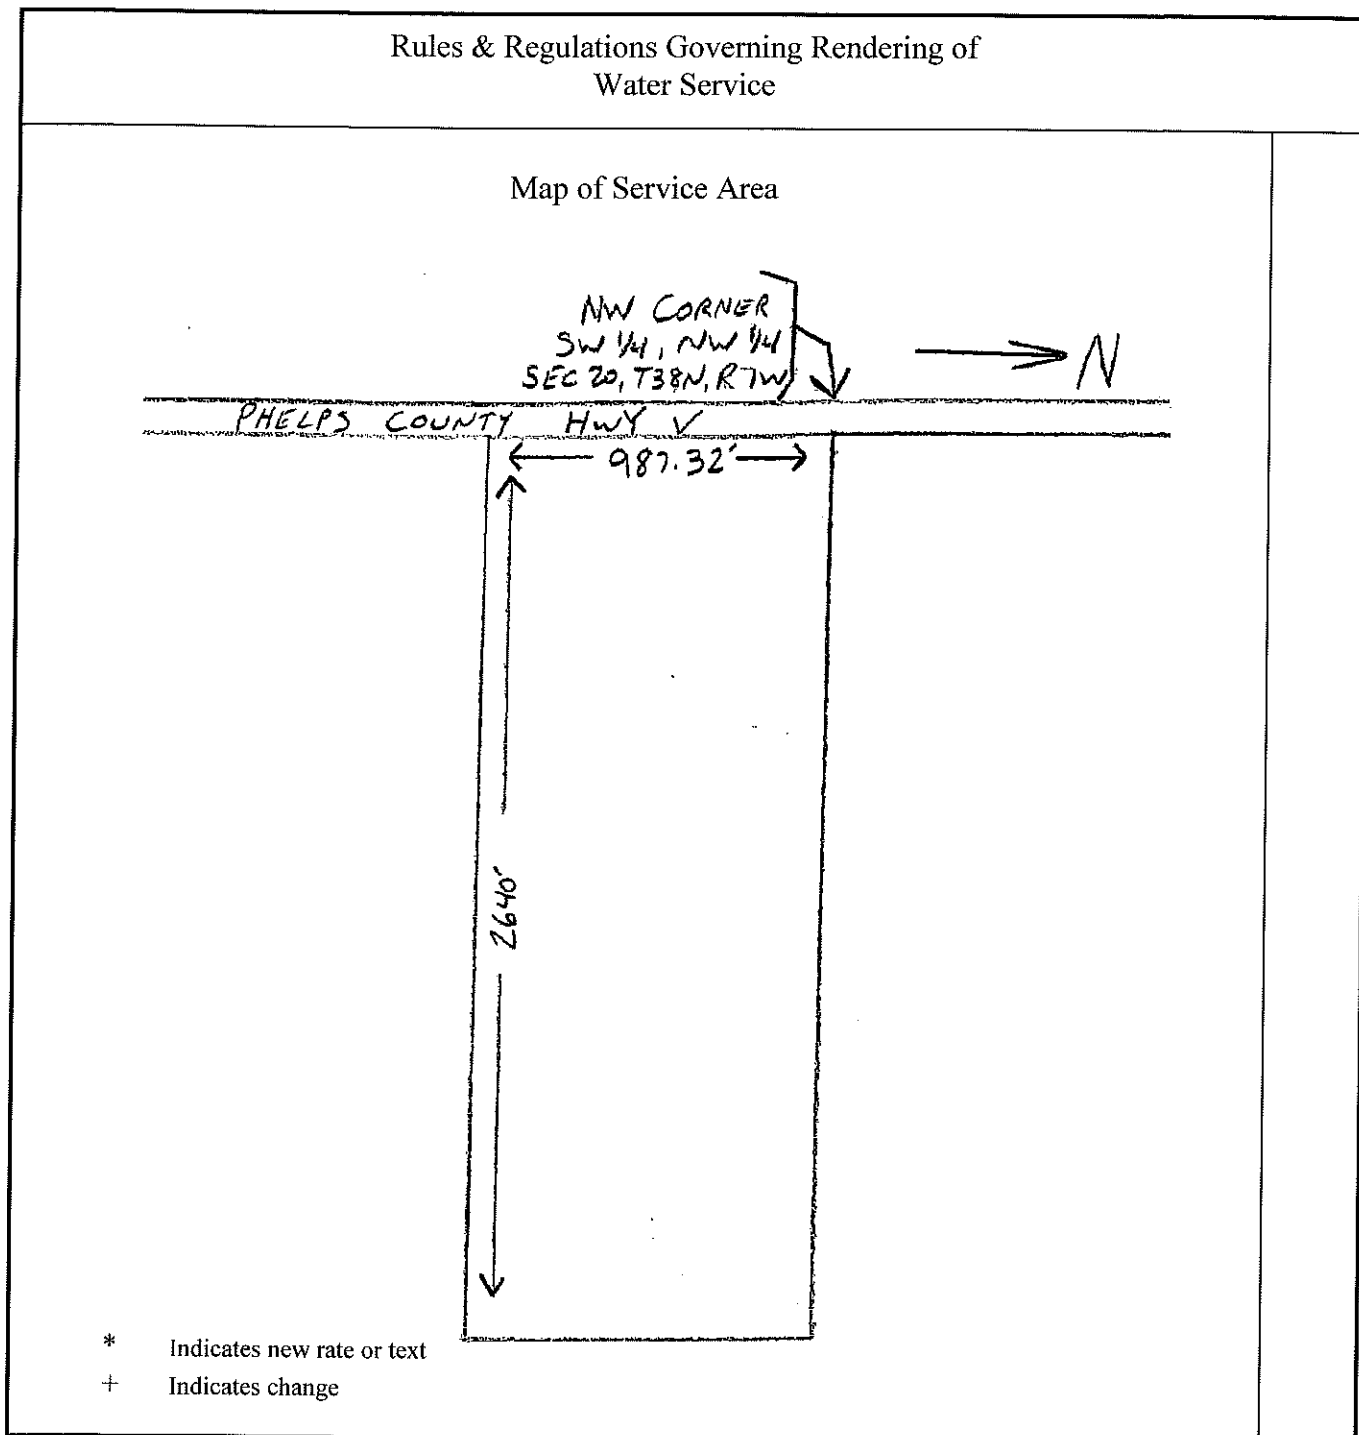 Rules & Regulations Governing Rendering of
Water Service
Map of Service Area
NW CORNER
SW 1/4, NW 1/4
SEC 20, T38N, R7W
N
PHELPS COUNTY HWY V
987.32'
2640'
* Indicates new rate or text
+ Indicates change